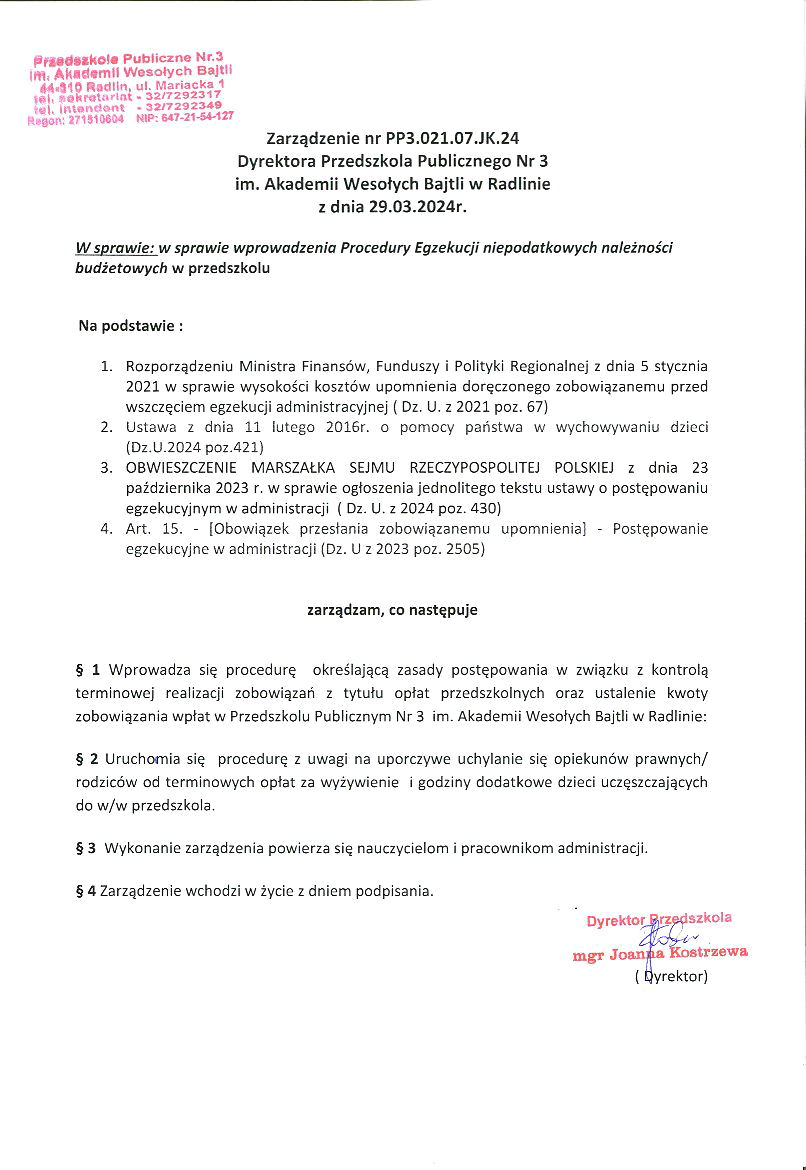 Przedszkole Publiczne Nr.3
im. Akademii Wesołych Bajtli
44-310 Radlin, ul. Mariacka 1
tel. sekretariat - 32/7292317
tel. intendent - 32/7292349
Regon: 271510604 NIP: 647-21-54-127
Zarządzenie nr PP3.021.07.JK.24
Dyrektora Przedszkola Publicznego Nr 3
im. Akademii Wesołych Bajtli w Radlinie
z dnia 29.03.2024r.
W sprawie: w sprawie wprowadzenia Procedury Egzekucji niepodatkowych należności
budżetowych w przedszkolu
Na podstawie :
1. Rozporządzeniu Ministra Finansów, Funduszy i Polityki Regionalnej z dnia 5 stycznia
2021 w sprawie wysokości kosztów upomnienia doręczonego zobowiązanemu przed
wszczęciem egzekucji administracyjnej ( Dz. U. z 2021 poz. 67)
2. Ustawa z dnia 11 lutego 2016r. o pomocy państwa w wychowywaniu dzieci
(Dz.U.2024 poz.421)
3. OBWIESZCZENIE MARSZAŁKA SEJMU RZECZYPOSPOLITEJ POLSKIEJ z dnia 23
października 2023 r. w sprawie ogłoszenia jednolitego tekstu ustawy o postępowaniu
egzekucyjnym w administracji ( Dz. U. z 2024 poz. 430)
4. Art. 15. - [Obowiązek przesłania zobowiązanemu upomnienia] - Postępowanie
egzekucyjne w administracji (Dz. U z 2023 poz. 2505)
zarządzam, co następuje
§ 1 Wprowadza się procedurę określającą zasady postępowania w związku z kontrolą
terminowej realizacji zobowiązań z tytułu opłat przedszkolnych oraz ustalenie kwoty
zobowiązania wpłat w Przedszkolu Publicznym Nr 3 im. Akademii Wesołych Bajtli w Radlinie:
§ 2 Uruchomia się procedurę z uwagi na uporczywe uchylanie się opiekunów prawnych/
rodziców od terminowych opłat za wyżywienie i godziny dodatkowe dzieci uczęszczających
do w/w przedszkola.
§ 3 Wykonanie zarządzenia powierza się nauczycielom i pracownikom administracji.
§ 4 Zarządzenie wchodzi w życie z dniem podpisania.
Dyrektor Przedszkola
mgr Joanna Kostrzewa
( Dyrektor)